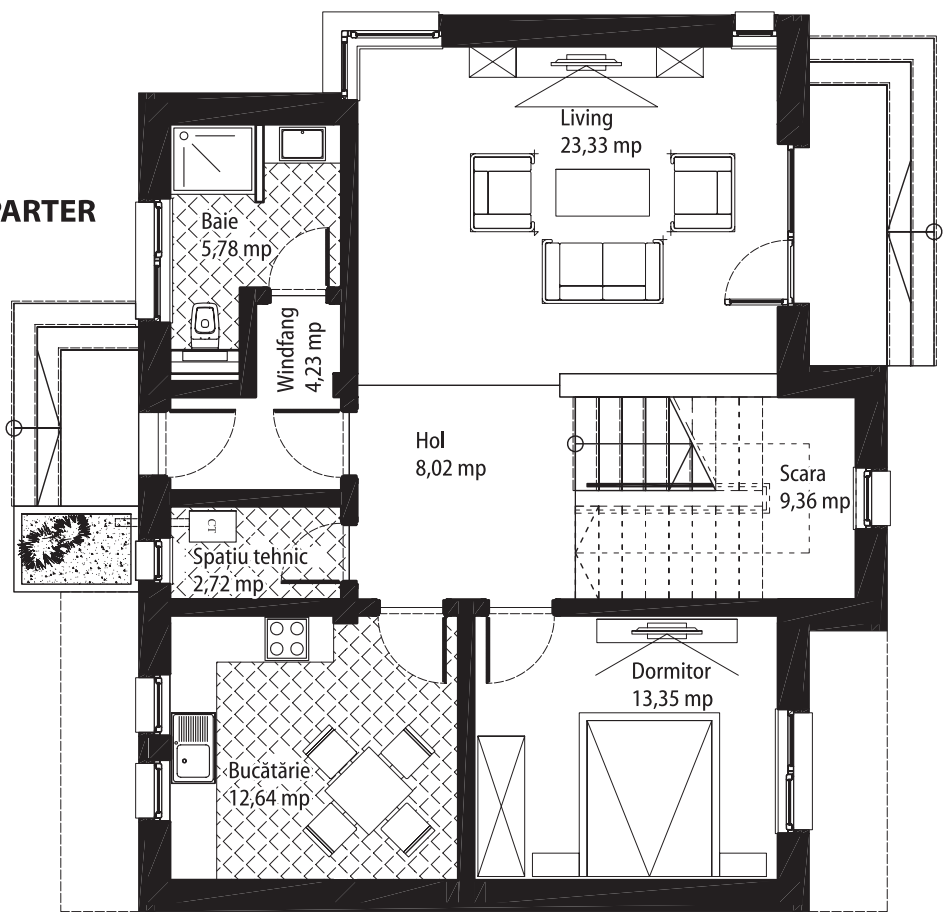 PARTER
Living
23,33 mp
Baie
5,78 mp
Windfang
4,23 mp
Hol
8,02 mp
Scara
9,36 mp
CT
Spațiu tehnic
2,72 mp
Dormitor
13,35 mp
Bucătărie
12,64 mp